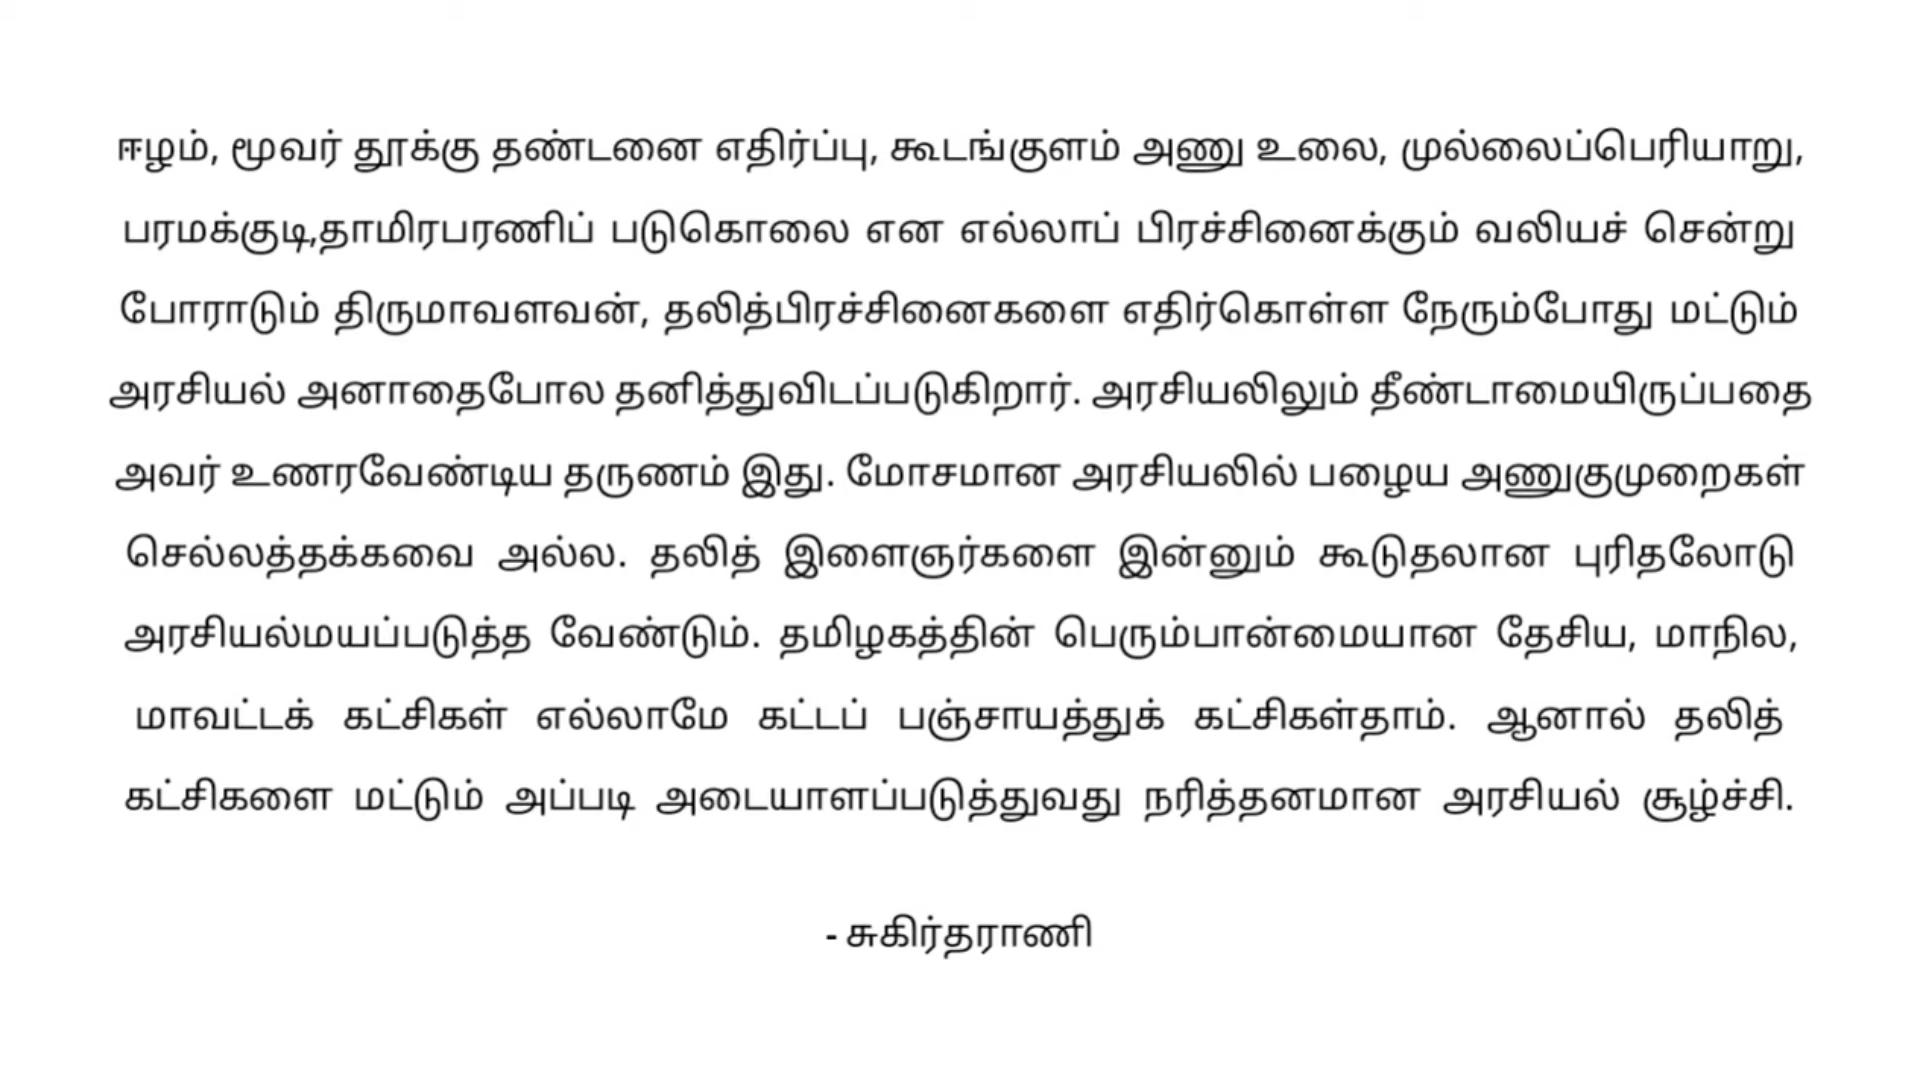 ஈழம், மூவர் தூக்கு தண்டனை எதிர்ப்பு, கூடங்குளம் அணு உலை, முல்லைப்பெரியாறு,
பரமக்குடி,தாமிரபரணிப் படுகொலை என எல்லாப் பிரச்சினைக்கும் வலியச் சென்று
போராடும் திருமாவளவன், தலித்பிரச்சினைகளை எதிர்கொள்ள நேரும்போது மட்டும்
அரசியல் அனாதைபோல தனித்துவிடப்படுகிறார். அரசியலிலும் தீண்டாமையிருப்பதை
அவர் உணரவேண்டிய தருணம் இது. மோசமான அரசியலில் பழைய அணுகுமுறைகள்
செல்லத்தக்கவை அல்ல. தலித் இளைஞர்களை இன்னும் கூடுதலான புரிதலோடு
அரசியல்மயப்படுத்த வேண்டும். தமிழகத்தின் பெரும்பான்மையான தேசிய, மாநில,
மாவட்டக் கட்சிகள் எல்லாமே கட்டப் பஞ்சாயத்துக் கட்சிகள்தாம். ஆனால் தலித்
கட்சிகளை மட்டும் அப்படி அடையாளப்படுத்துவது நரித்தனமான அரசியல் சூழ்ச்சி.
- சுகிர்தராணி